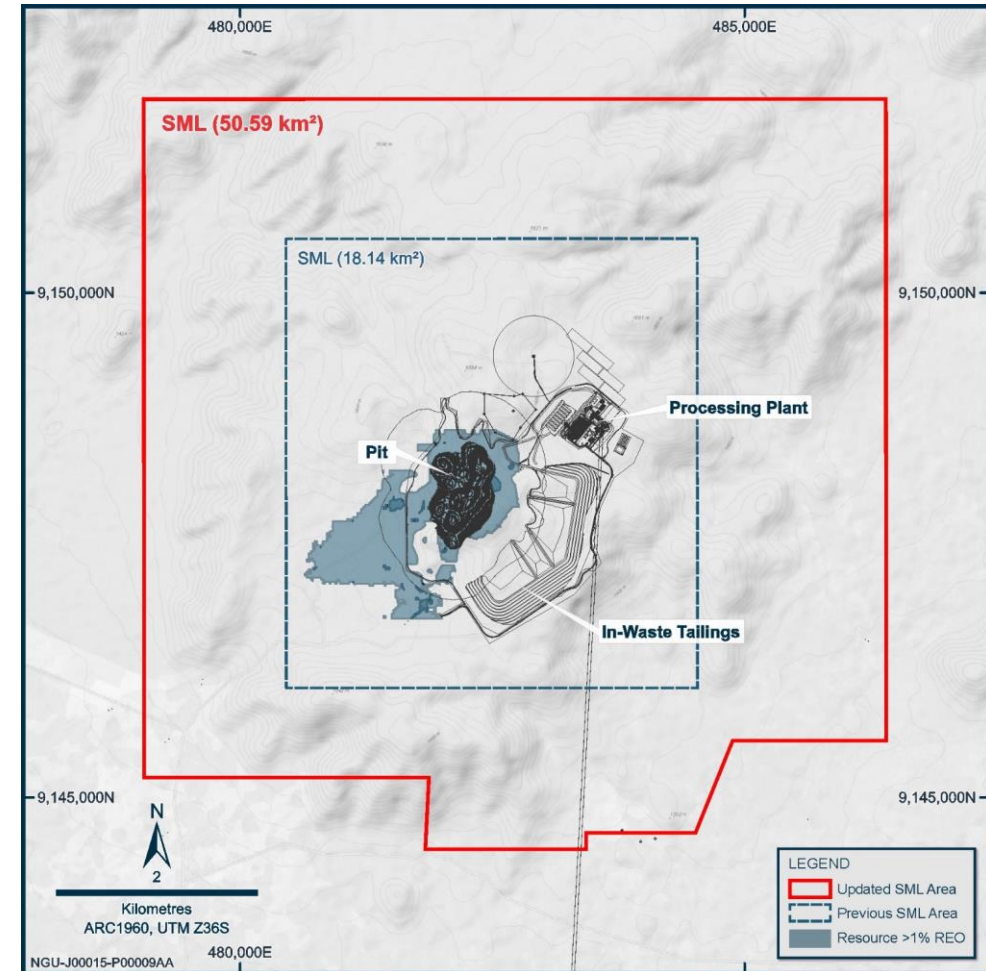 480,000E
485,000E
SML (50.59 km²)
SML (18.14 km²)
9,150,000N
9,150,000N
Processing Plant
Pit
In-Waste Tailings
9,145,000N
9,145,000N
N
2
Kilometres
ARC1960, UTM Z36S
LEGEND
Updated SML Area
Previous SML Area
Resource >1% REO
NGU-J00015-P00009AA
480,000E